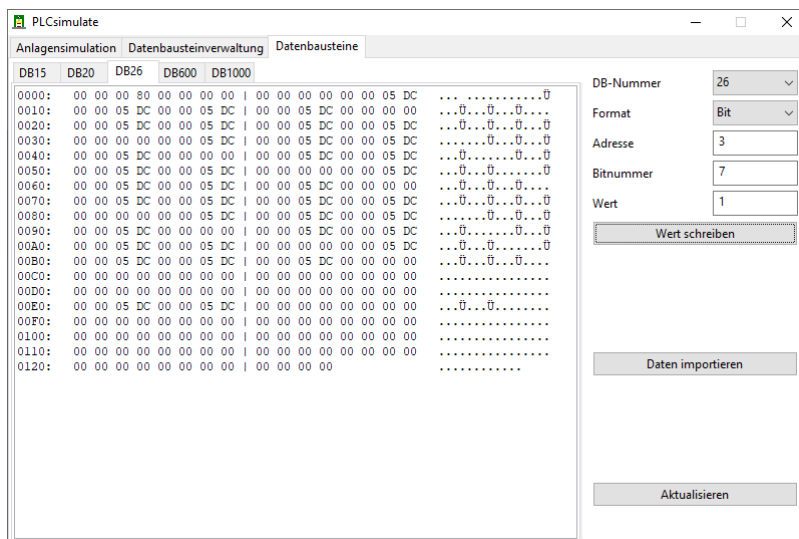 PLCsimulate
Anlagensimulation Datenbausteinverwaltung Datenbausteine
DB15 DB20 DB26 DB600 DB1000
0000: 00 00 00 80 00 00 00 00 | 00 00 00 00 00 00 05 DC ... ...........Ü
0010: 00 00 05 DC 00 00 05 DC | 00 00 05 DC 00 00 00 00 ...Ü...Ü...Ü....
0020: 00 00 05 DC 00 00 05 DC | 00 00 05 DC 00 00 05 DC ...Ü...Ü...Ü...Ü
0030: 00 00 00 00 00 00 05 DC | 00 00 05 DC 00 00 05 DC .......Ü...Ü...Ü
0040: 00 00 05 DC 00 00 00 00 | 00 00 05 DC 00 00 05 DC ...Ü.......Ü...Ü
0050: 00 00 05 DC 00 00 05 DC | 00 00 00 00 00 00 05 DC ...Ü...Ü.......Ü
0060: 00 00 05 DC 00 00 05 DC | 00 00 05 DC 00 00 00 00 ...Ü...Ü...Ü....
0070: 00 00 05 DC 00 00 05 DC | 00 00 05 DC 00 00 05 DC ...Ü...Ü...Ü...Ü
0080: 00 00 00 00 00 00 05 DC | 00 00 05 DC 00 00 05 DC .......Ü...Ü...Ü
0090: 00 00 05 DC 00 00 00 00 | 00 00 05 DC 00 00 05 DC ...Ü.......Ü...Ü
00A0: 00 00 05 DC 00 00 05 DC | 00 00 00 00 00 00 05 DC ...Ü...Ü.......Ü
00B0: 00 00 05 DC 00 00 05 DC | 00 00 05 DC 00 00 00 00 ...Ü...Ü...Ü....
00C0: 00 00 00 00 00 00 00 00 | 00 00 00 00 00 00 00 00 ................
00D0: 00 00 00 00 00 00 00 00 | 00 00 00 00 00 00 00 00 ................
00E0: 00 00 05 DC 00 00 05 DC | 00 00 00 00 00 00 00 00 ...Ü...Ü........
00F0: 00 00 00 00 00 00 00 00 | 00 00 00 00 00 00 00 00 ................
0100: 00 00 00 00 00 00 00 00 | 00 00 00 00 00 00 00 00 ................
0110: 00 00 00 00 00 00 00 00 | 00 00 00 00 00 00 00 00 ................
0120: 00 00 00 00 00 00 00 00 | 00 00 00 00 ............
DB-Nummer 26
Format Bit
Adresse 3
Bitnummer 7
Wert 1
Wert schreiben
Daten importieren
Aktualisieren